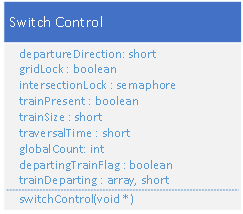 Switch Control
departureDirection: short
gridLock : boolean
intersectionLock : semaphore
trainPresent : boolean
trainSize : short
traversalTime : short
globalCount: int
departingTrainFlag : boolean
trainDeparting : array, short
switchControl(void *)